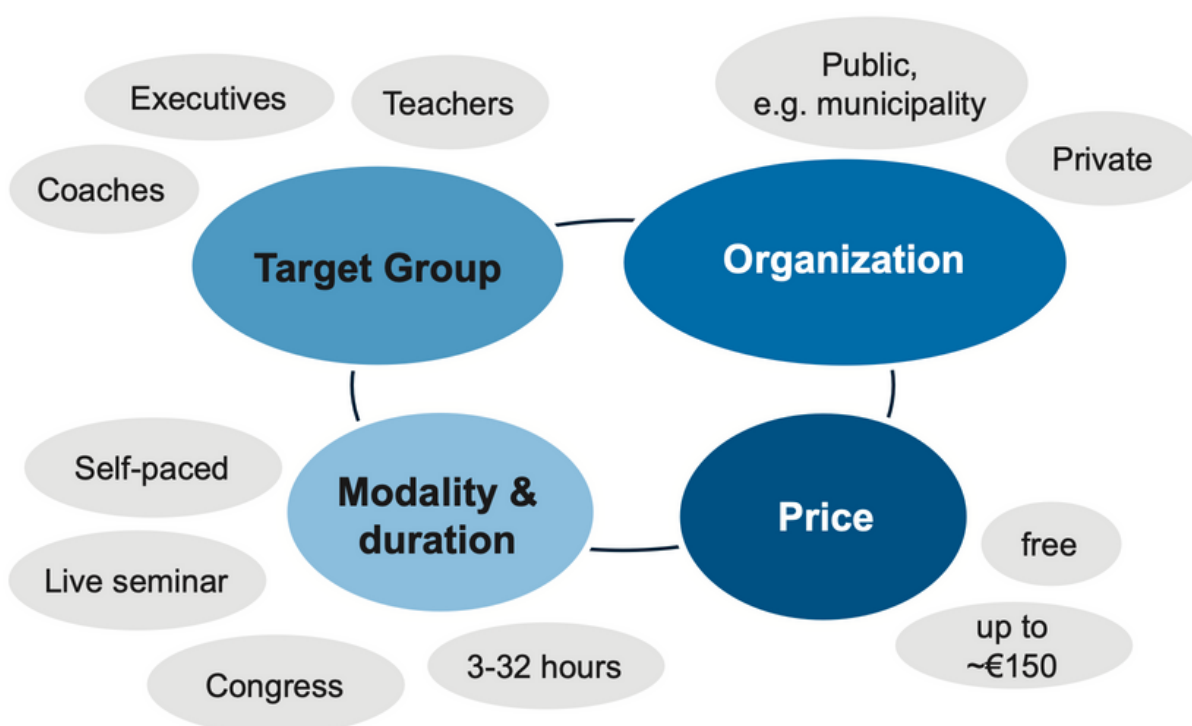 Executives
Teachers
Coaches
Target Group
Public,
e.g. municipality
Private
Organization
Self-paced
Live seminar
Congress
3-32 hours
Modality &
duration
Price
free
up to
~€150